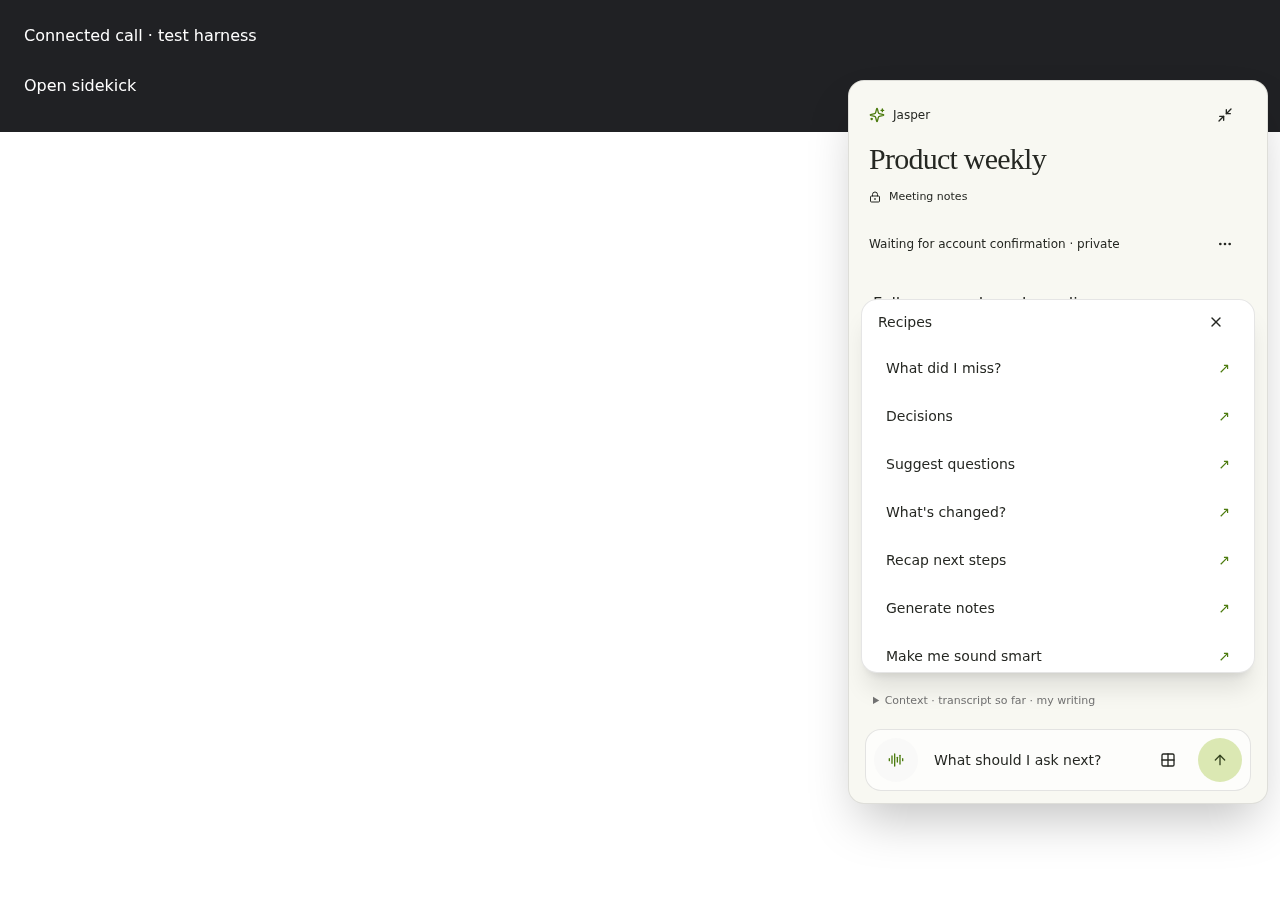 Connected call · test harness
Open sidekick
Jasper
Product weekly
Meeting notes
Waiting for account confirmation · private
Recipes
What did I miss?
Decisions
Suggest questions
What's changed?
Recap next steps
Generate notes
Make me sound smart
Context · transcript so far · my writing
What should I ask next?